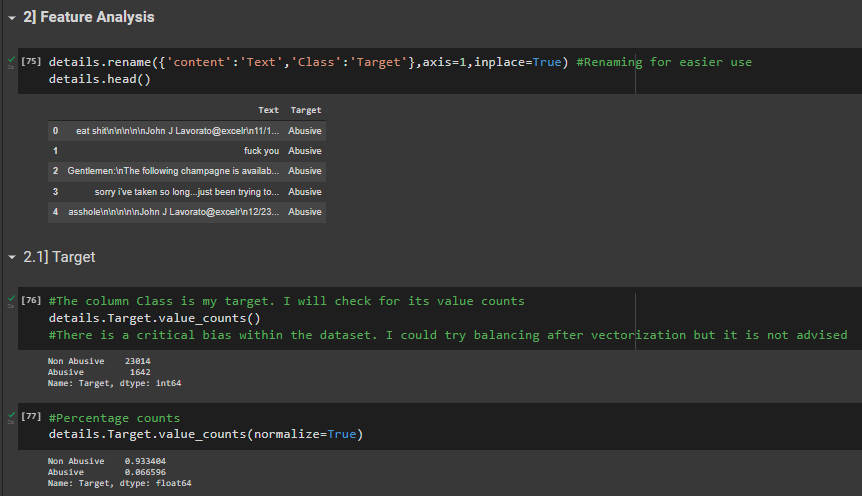 2] Feature Analysis
[75] details.rename({'content':'Text','Class':'Target'},axis=1,inplace=True) #Renaming for easier use
details.head()
Text Target
0 eat shit\n\n\n\n\nJohn J Lavorato@excelr\n11/1... Abusive
1 fuck you Abusive
2 Gentlemen:\nThe following champagne is availab... Abusive
3 sorry i've taken so long...just been trying to... Abusive
4 asshole\n\n\n\n\nJohn J Lavorato@excelr\n12/23... Abusive
2.1] Target
[76] #The column Class is my target. I will check for its value counts
details.Target.value_counts()
#There is a critical bias within the dataset. I could try balancing after vectorization but it is not advised
Non Abusive 23014
Abusive 1642
Name: Target, dtype: int64
[77] #Percentage counts
details.Target.value_counts(normalize=True)
Non Abusive 0.933404
Abusive 0.066596
Name: Target, dtype: float64